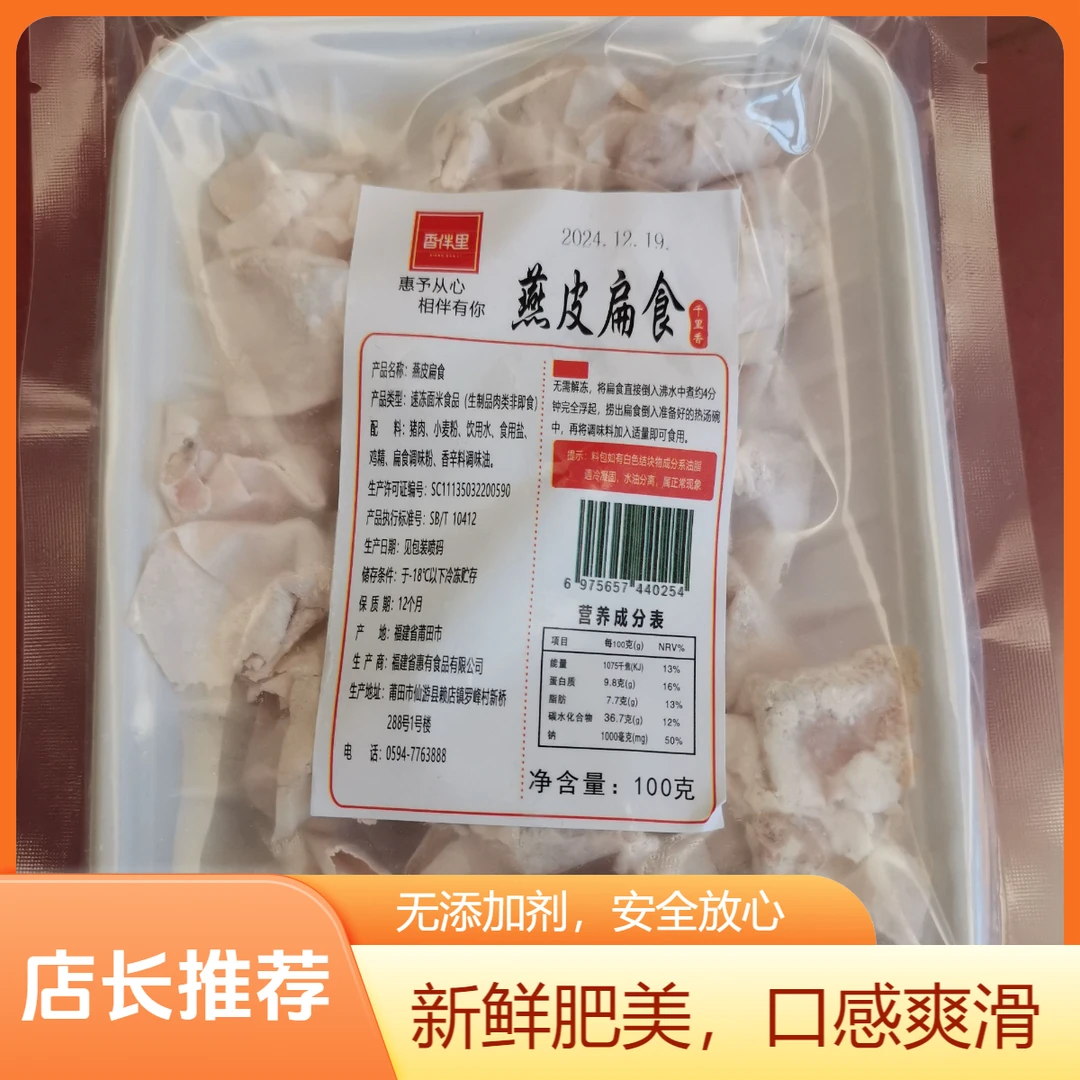 香伴里
惠予从心
相伴有你
2024.12.19.
燕皮扁食
千里香
产品名称：燕皮扁食
产品类型：速冻面米食品（生制品肉类非即食）
配 料：猪肉、小麦粉、饮用水、食用盐、
鸡精、扁食调味粉、香辛料调味油。
生产许可证编号：SC11135032200590
产品执行标准号：SB/T 10412
生产日期：见包装喷码
储存条件：于-18℃以下冷冻贮存
保 质 期：12个月
产 地：福建省莆田市
生 产 商：福建省惠有食品有限公司
生产地址：莆田市仙游县赖店镇罗峰村新桥
288号1号楼
电 话：0594-7763888
无需解冻，将扁食直接倒入沸水中煮约4分
钟完全浮起，捞出扁食倒入准备好的热汤碗
中，再将调味料加入适量即可食用。
提示：料包如有白色结块物成分系油脂
遇冷凝固，水油分离，属正常现象
6 975657 440254
营养成分表
项目 每100克(g) NRV%
能量 1075千焦(KJ) 13%
蛋白质 9.8克(g) 16%
脂肪 7.7克(g) 13%
碳水化合物 36.7克(g) 12%
钠 1000毫克(mg) 50%
净含量：100克
无添加剂，安全放心
店长推荐
新鲜肥美，口感爽滑